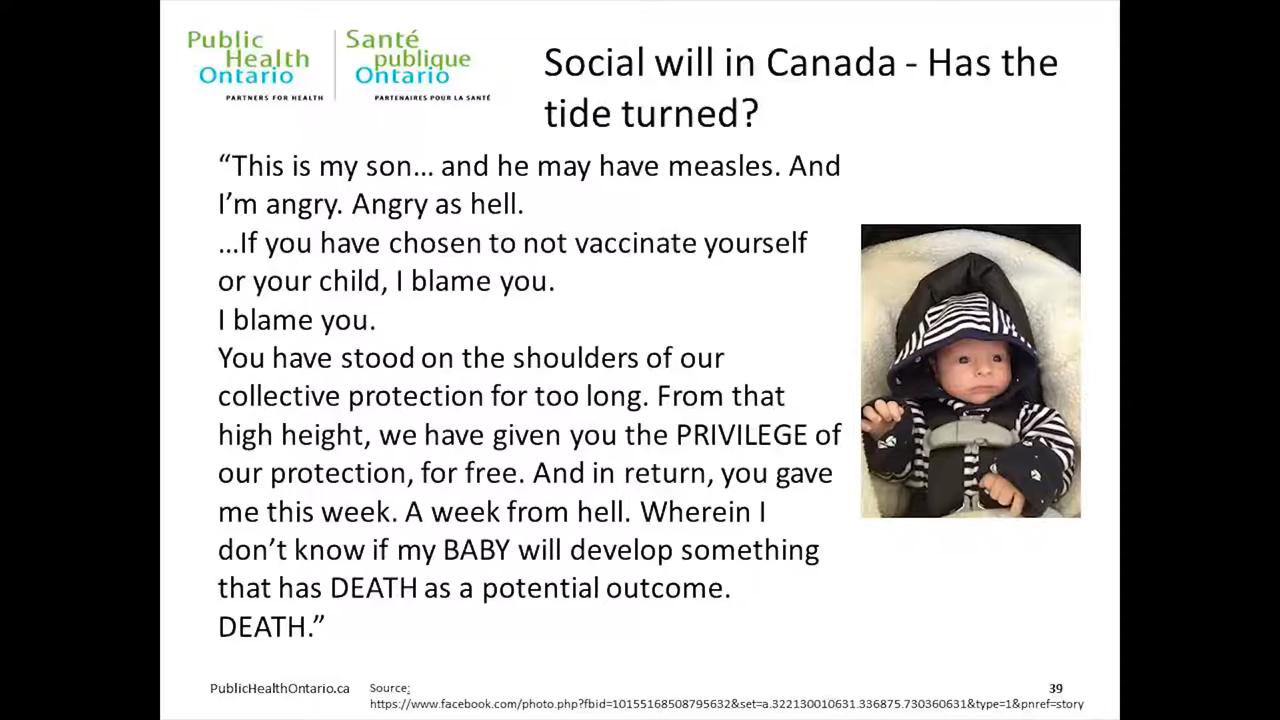 Public Health Ontario
PARTNERS FOR HEALTH
Santé publique Ontario
PARTENAIRES POUR LA SANTÉ
Social will in Canada - Has the
tide turned?
“This is my son… and he may have measles. And
I’m angry. Angry as hell.
…If you have chosen to not vaccinate yourself
or your child, I blame you.
I blame you.
You have stood on the shoulders of our
collective protection for too long. From that
high height, we have given you the PRIVILEGE of
our protection, for free. And in return, you gave
me this week. A week from hell. Wherein I
don’t know if my BABY will develop something
that has DEATH as a potential outcome.
DEATH.”
PublicHealthOntario.ca
Source:
https://www.facebook.com/photo.php?fbid=10155168508795632&set=a.322130010631.336875.730360631&type=1&pnref=story
39